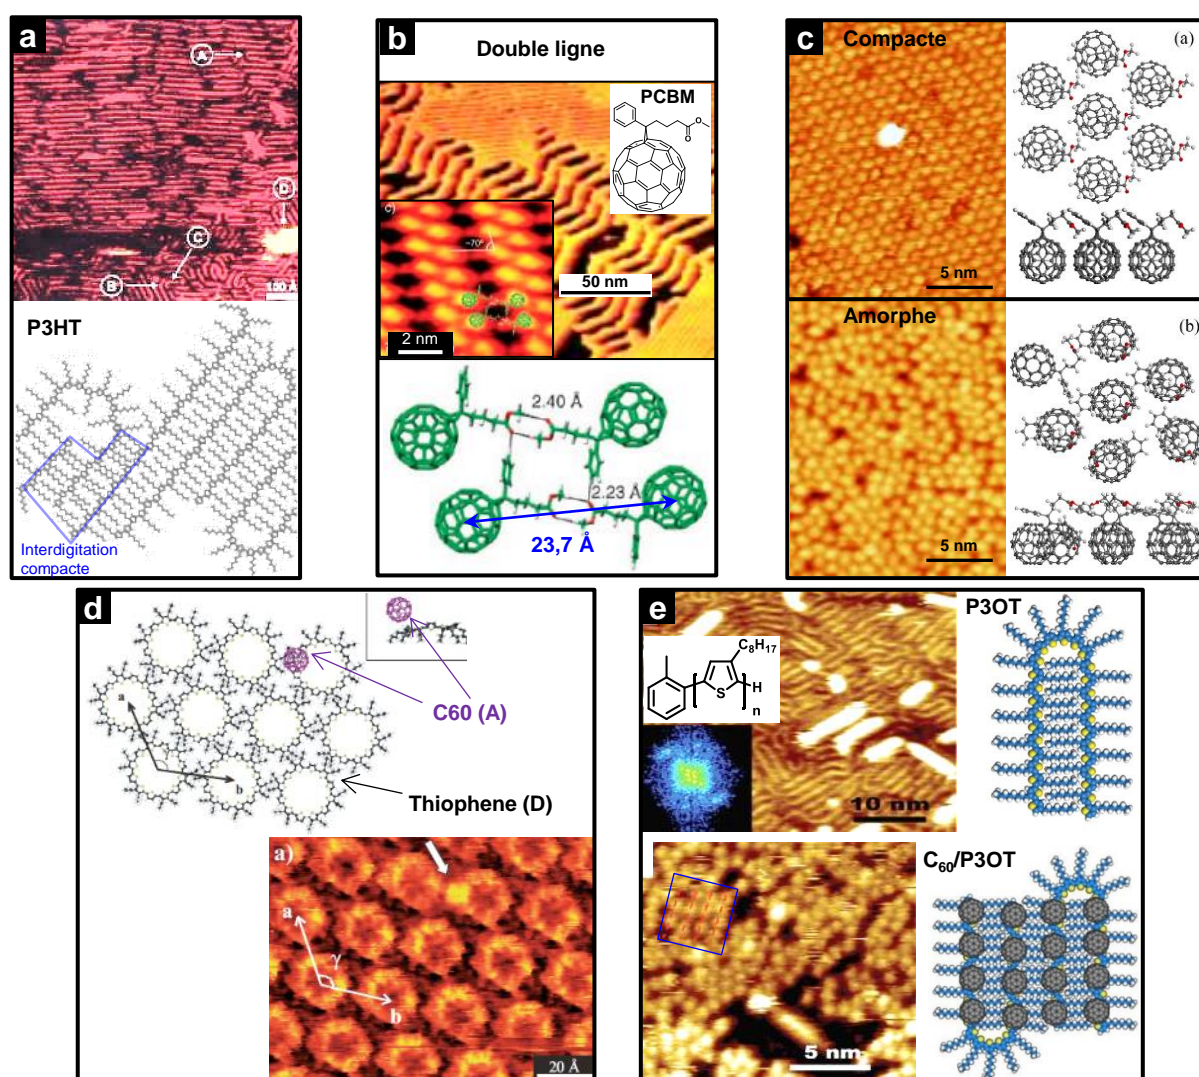 a
A
D
C
B
100 Å
P3HT
Interdigitation
compacte
b
Double ligne
PCBM
O
O
c)
~70°
50 nm
2 nm
2.40 Å
2.23 Å
23,7 Å
c
Compacte
(a)
5 nm
Amorphe
(b)
5 nm
d
a
b
C60 (A)
Thiophene (D)
a)
a
γ
b
20 Å
e
P3OT
C8H17
S
H
n
10 nm
C60/P3OT
5 nm